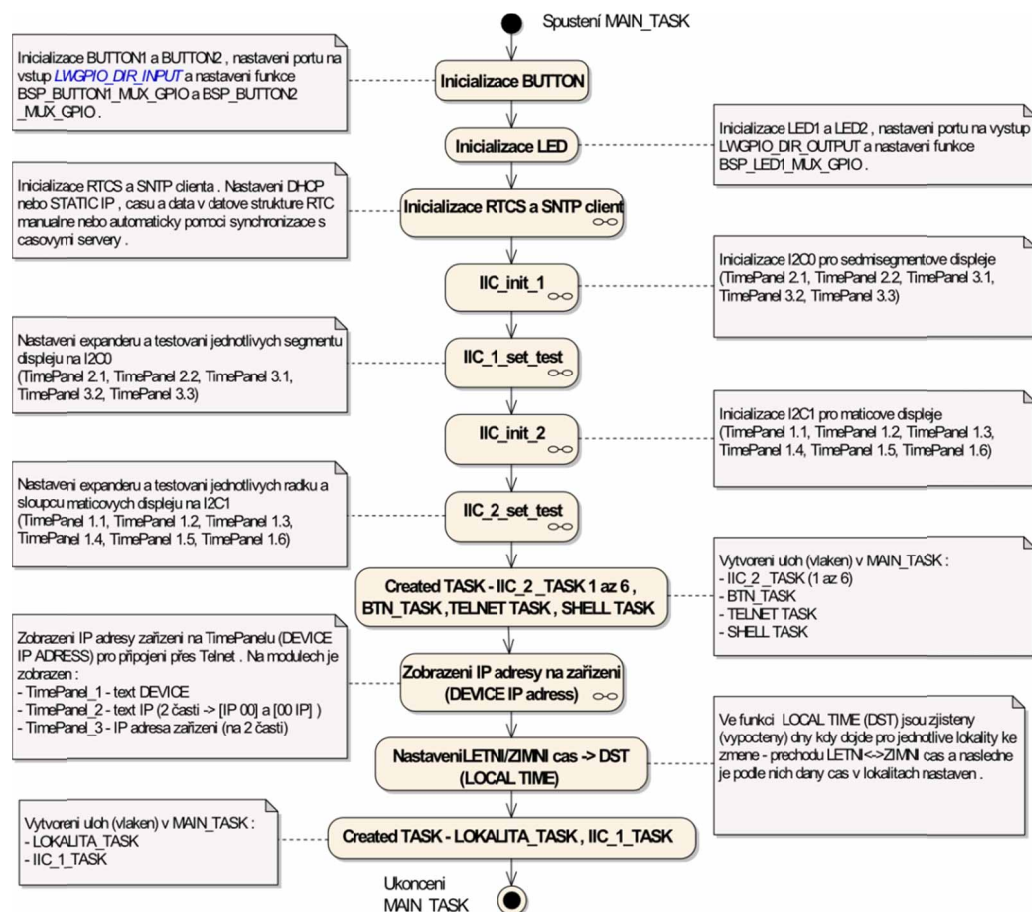 Spustení MAIN_TASK
Inicializace BUTTON1 a BUTTON2 , nastaveni portu na
vstup LWGPIO_DIR_INPUT a nastaveni funkce
BSP_BUTTON1_MUX_GPIO a BSP_BUTTON2
_MUX_GPIO .
Inicializace BUTTON
Inicializace LED
Inicializace LED1 a LED2 , nastaveni portu na vystup
LWGPIO_DIR_OUTPUT a nastaveni funkce
BSP_LED1_MUX_GPIO .
Inicializace RTCS a SNTP clienta . Nastaveni DHCP
nebo STATIC IP , casu a data v datove strukture RTC
manualne nebo automaticky pomoci synchronizace s
casovymi servery .
Inicializace RTCS a SNTP client
IIC_init_1
Inicializace I2C0 pro sedmisegmentove displeje
(TimePanel 2.1, TimePanel 2.2, TimePanel 3.1,
TimePanel 3.2, TimePanel 3.3)
Nastaveni expanderu a testovani jednotlivych segmentu
displeju na I2C0
(TimePanel 2.1, TimePanel 2.2, TimePanel 3.1,
TimePanel 3.2, TimePanel 3.3)
IIC_1_set_test
IIC_init_2
Inicializace I2C1 pro maticove displeje
(TimePanel 1.1, TimePanel 1.2, TimePanel 1.3,
TimePanel 1.4, TimePanel 1.5, TimePanel 1.6)
Nastaveni expanderu a testovani jednotlivych radku a
sloupcu maticovych displeju na I2C1
(TimePanel 1.1, TimePanel 1.2, TimePanel 1.3,
TimePanel 1.4, TimePanel 1.5, TimePanel 1.6)
IIC_2_set_test
Created TASK - IIC_2 _TASK 1 az 6 ,
BTN_TASK ,TELNET TASK , SHELL TASK
Vytvoreni uloh (vlaken) v MAIN_TASK :
- IIC_2 _TASK (1 az 6)
- BTN_TASK
- TELNET TASK
- SHELL TASK
Zobrazeni IP adresy zařízeni na TimePanelu (DEVICE
IP ADRESS) pro připojeni přes Telnet . Na modulech je
zobrazen :
- TimePanel_1 - text DEVICE
- TimePanel_2 - text IP (2 časti -> [IP 00] a [00 IP] )
- TimePanel_3 - IP adresa zařízeni (na 2 části)
Zobrazeni IP adresy na zařizeni
(DEVICE IP adress)
NastaveniLETNI/ZIMNI cas -> DST
(LOCAL TIME)
Ve funkci LOCAL TIME (DST) jsou zjisteny
(vypocteny) dny kdy dojde pro jednotlive lokality ke
zmene - prechodu LETNI<->ZIMNI cas a nasledne
je podle nich dany cas v lokalitach nastaven .
Vytvoreni uloh (vlaken) v MAIN_TASK :
- LOKALITA_TASK
- IIC_1_TASK
Created TASK - LOKALITA_TASK , IIC_1_TASK
Ukonceni
MAIN_TASK